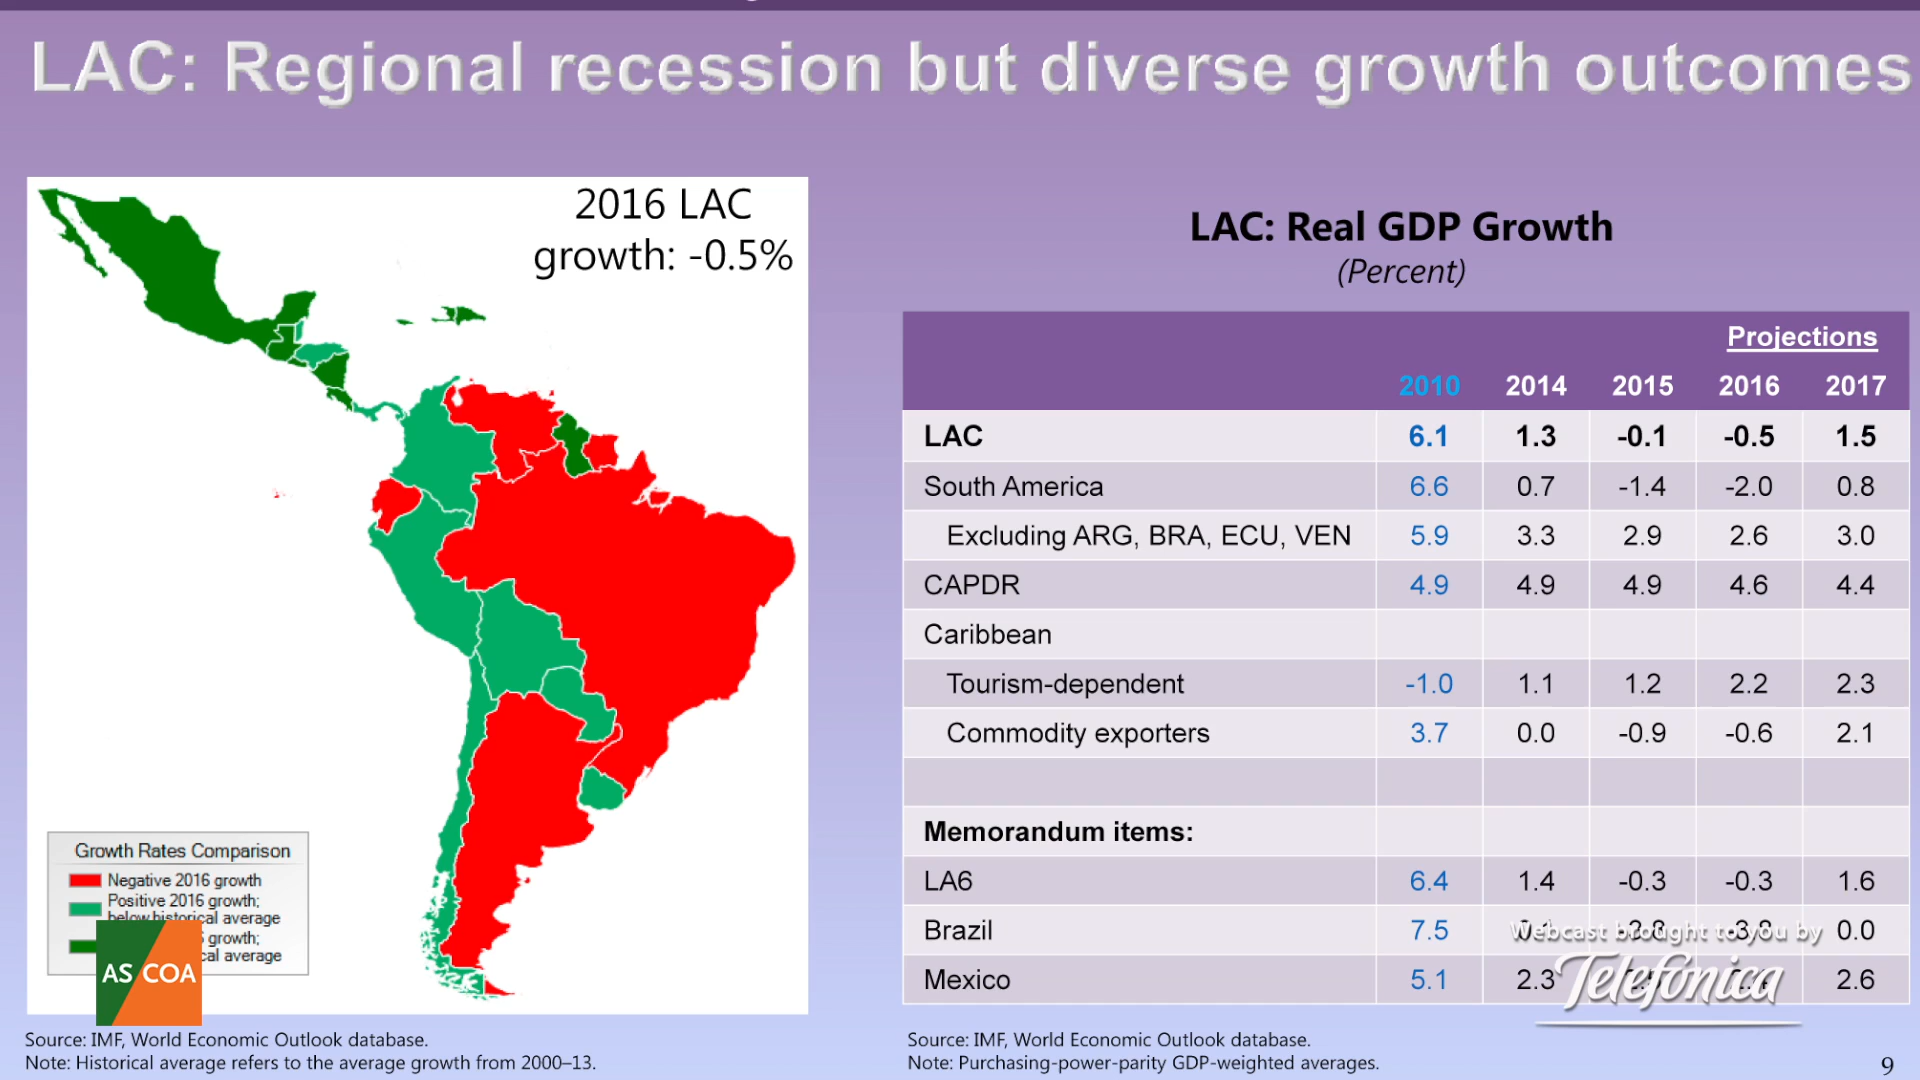 LAC: Regional recession but diverse growth outcomes
2016 LAC
growth: -0.5%
Growth Rates Comparison
Negative 2016 growth
Positive 2016 growth;
below historical average
growth;
average
AS COA
Source: IMF, World Economic Outlook database.
Note: Historical average refers to the average growth from 2000–13.
LAC: Real GDP Growth
(Percent)
Projections
2010 2014 2015 2016 2017
LAC 6.1 1.3 -0.1 -0.5 1.5
South America 6.6 0.7 -1.4 -2.0 0.8
Excluding ARG, BRA, ECU, VEN 5.9 3.3 2.9 2.6 3.0
CAPDR 4.9 4.9 4.9 4.6 4.4
Caribbean
Tourism-dependent -1.0 1.1 1.2 2.2 2.3
Commodity exporters 3.7 0.0 -0.9 -0.6 2.1
Memorandum items:
LA6 6.4 1.4 -0.3 -0.3 1.6
Brazil 7.5 0.0
Webcast brought to you by
Mexico 5.1 2.3 2.6
Telefónica
Source: IMF, World Economic Outlook database.
Note: Purchasing-power-parity GDP-weighted averages.
9